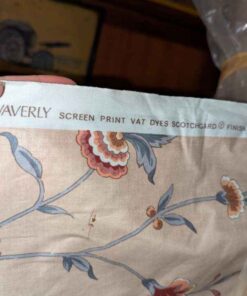 WAVERLY SCREEN PRINT VAT DYES SCOTCHGARD ® FINISH